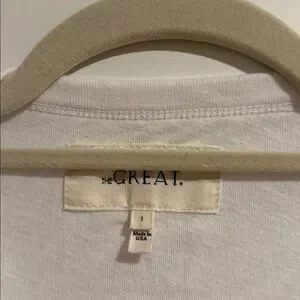 THE GREAT.
1
Made in
USA